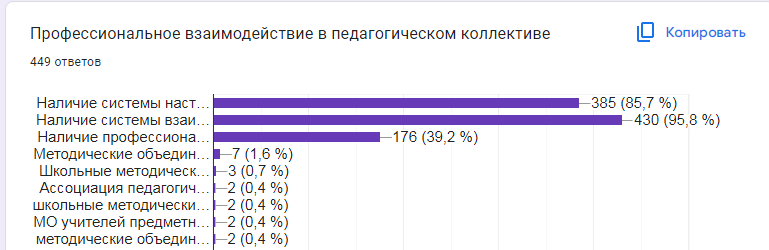 Профессиональное взаимодействие в педагогическом коллективе
Копировать
449 ответов
Наличие системы наст... 385 (85,7 %)
Наличие системы взаи... 430 (95,8 %)
Наличие профессиона... 176 (39,2 %)
Методические объедин... 7 (1,6 %)
Школьные методическ... 3 (0,7 %)
Ассоциация педагогич... 2 (0,4 %)
школьные методически... 2 (0,4 %)
МО учителей предметн... 2 (0,4 %)
методические объедин... 2 (0,4 %)